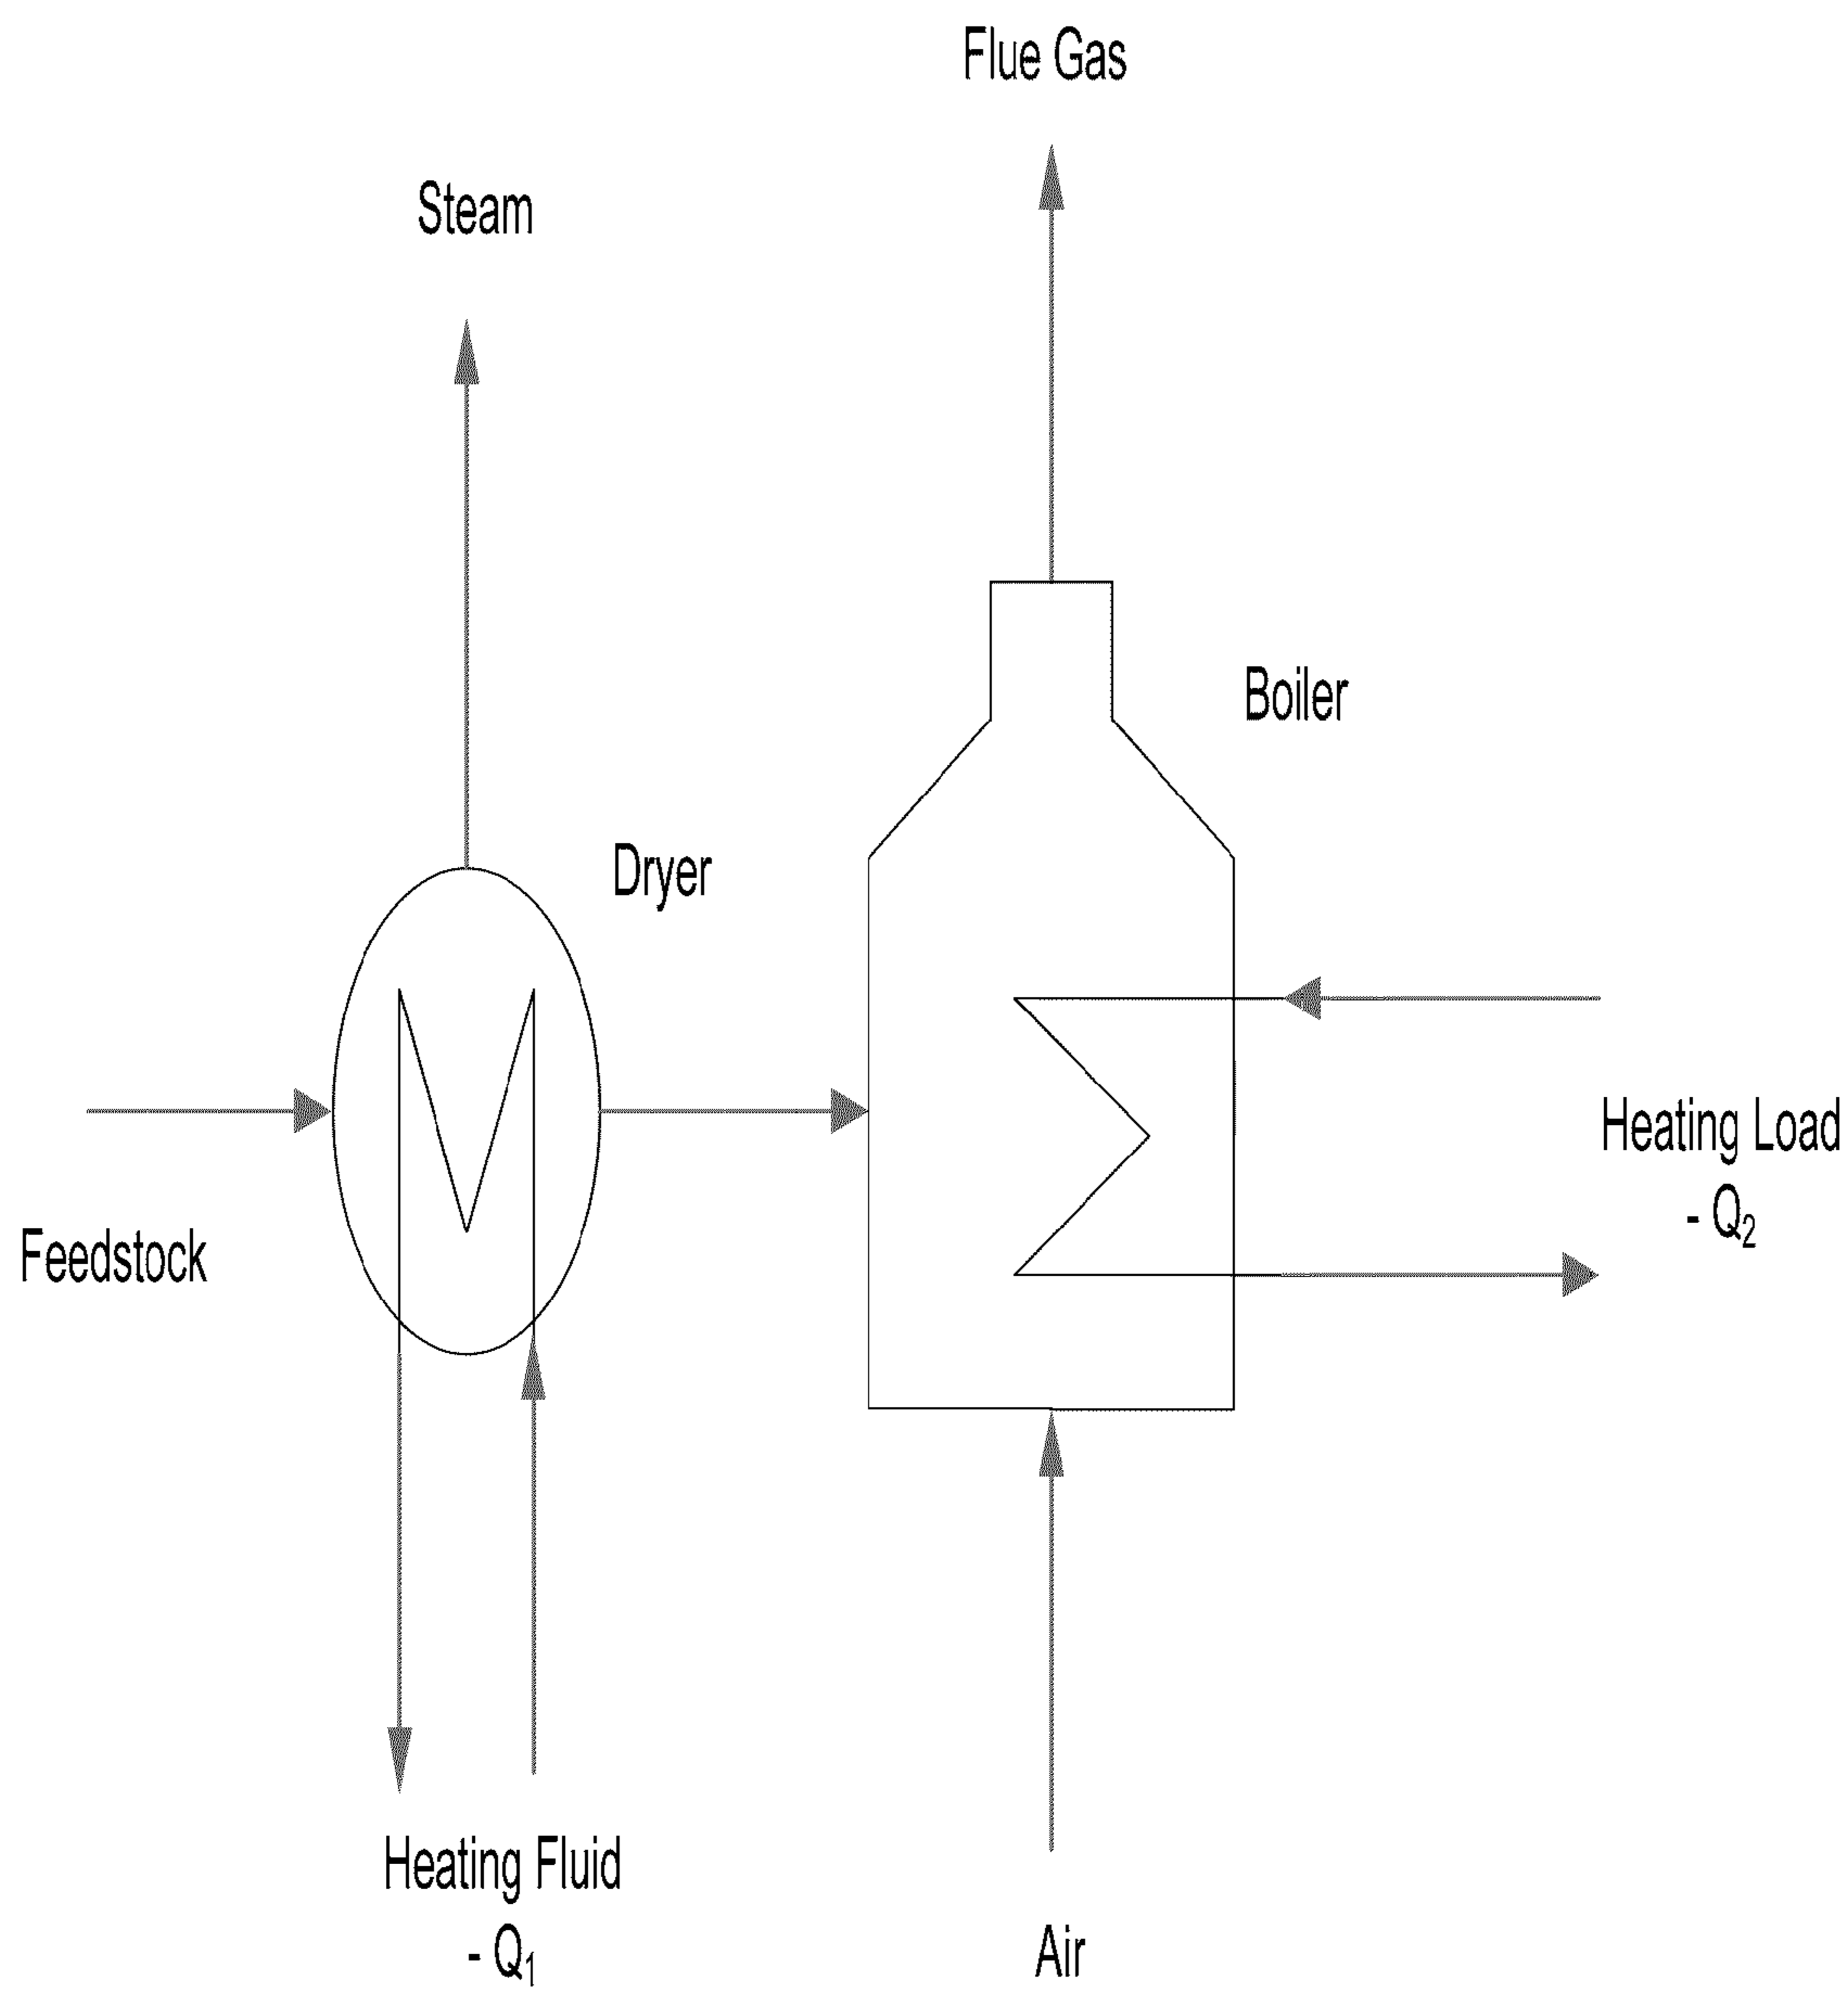 Flue Gas
Steam
Boiler
Dryer
Heating Load
- Q₂
Feedstock
Heating Fluid
- Q₁
Air